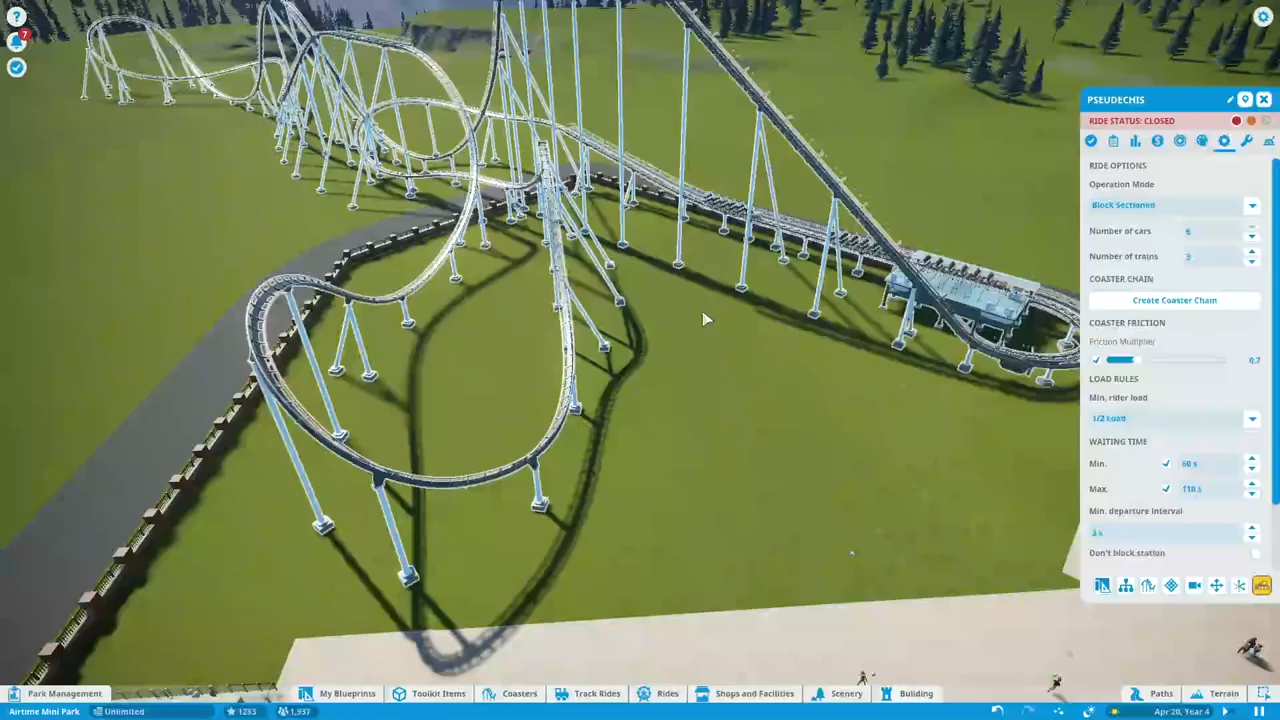 ?
7
PSEUDECHIS
RIDE STATUS: CLOSED
RIDE OPTIONS
Operation Mode
Block Sectioned
Number of cars 6
Number of trains 3
COASTER CHAIN
Create Coaster Chain
COASTER FRICTION
Friction Multiplier
0.7
LOAD RULES
Min. rider load
1/2 Load
WAITING TIME
Min. 60 s
Max. 110 s
Min. departure interval
3 s
Don't block station
Park Management My Blueprints Toolkit Items Coasters Track Rides Rides Shops and Facilities Scenery Building Paths Terrain
Airtime Mini Park Unlimited 1283 1,937 Apr 20, Year 4